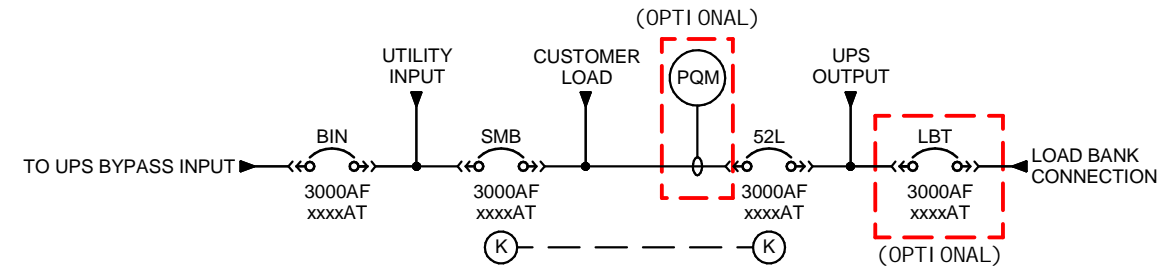 (OPTIONAL)
UTILITY
INPUT
CUSTOMER
LOAD
PQM
UPS
OUTPUT
BIN
SMB
52L
LBT
TO UPS BYPASS INPUT
LOAD BANK
CONNECTION
3000AF
xxxxAT
3000AF
xxxxAT
3000AF
xxxxAT
3000AF
xxxxAT
K
K
(OPTIONAL)